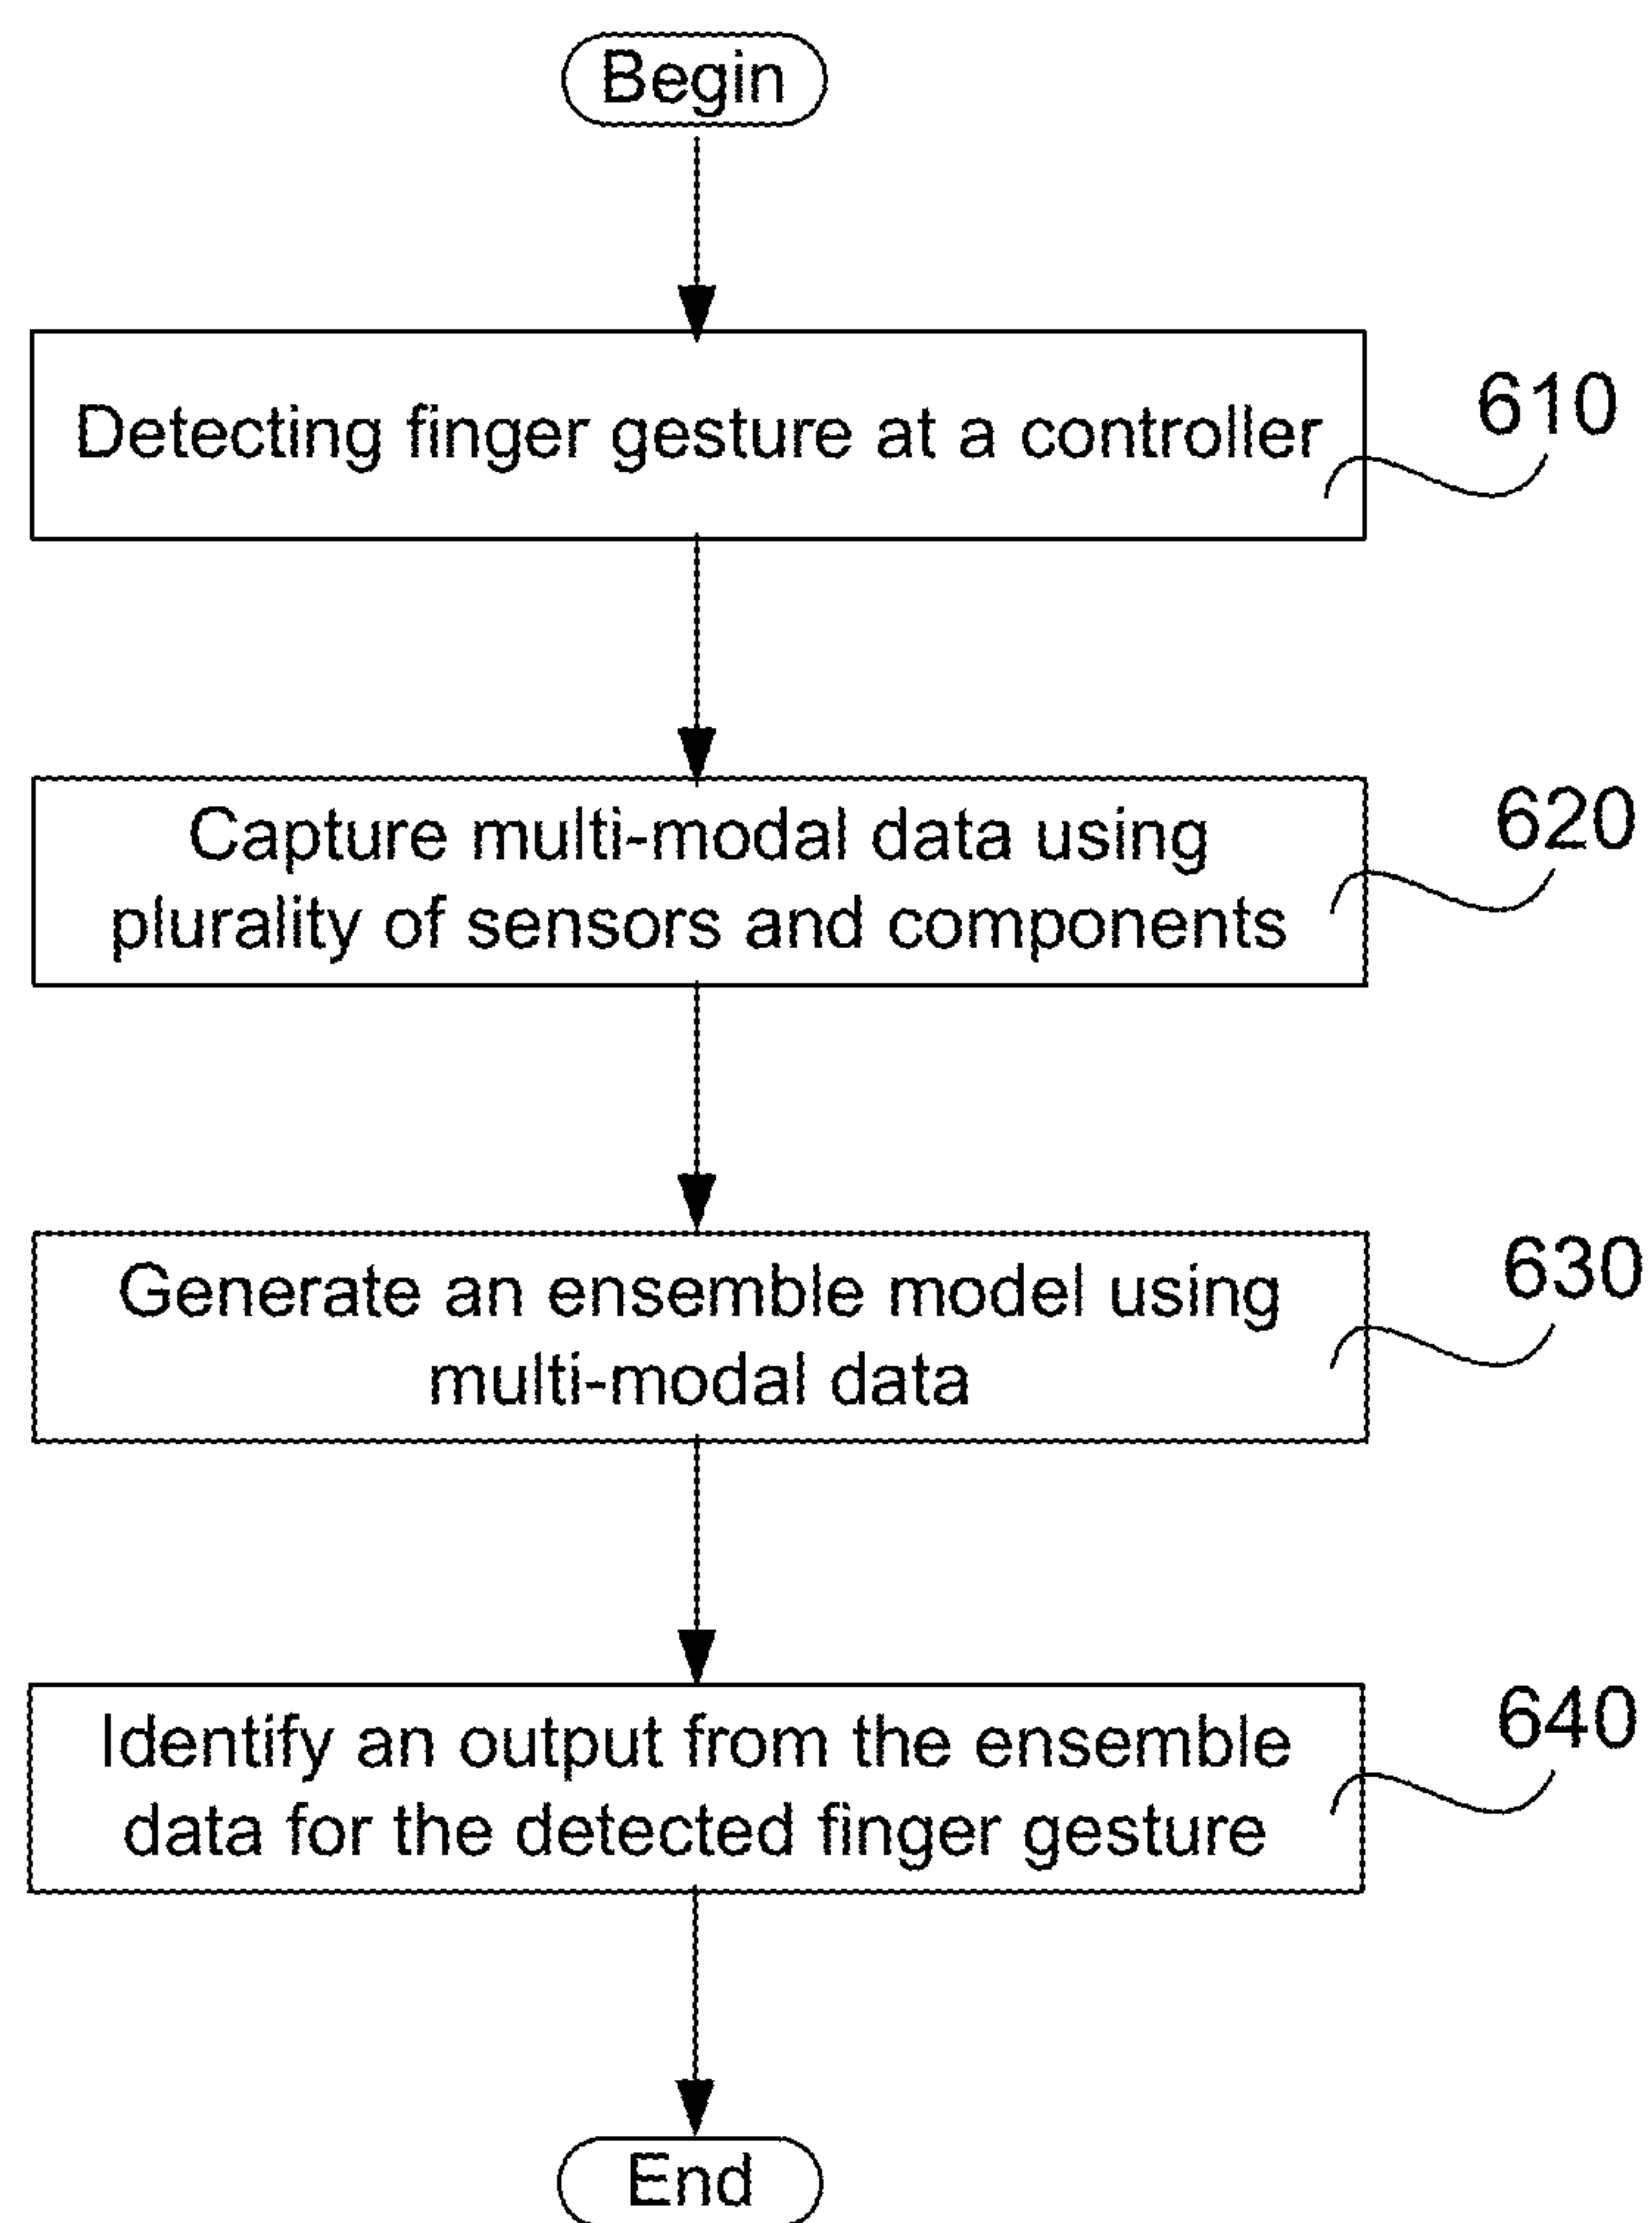 Begin
Detecting finger gesture at a controller
610
Capture multi-modal data using
plurality of sensors and components
620
Generate an ensemble model using
multi-modal data
630
Identify an output from the ensemble
data for the detected finger gesture
640
End